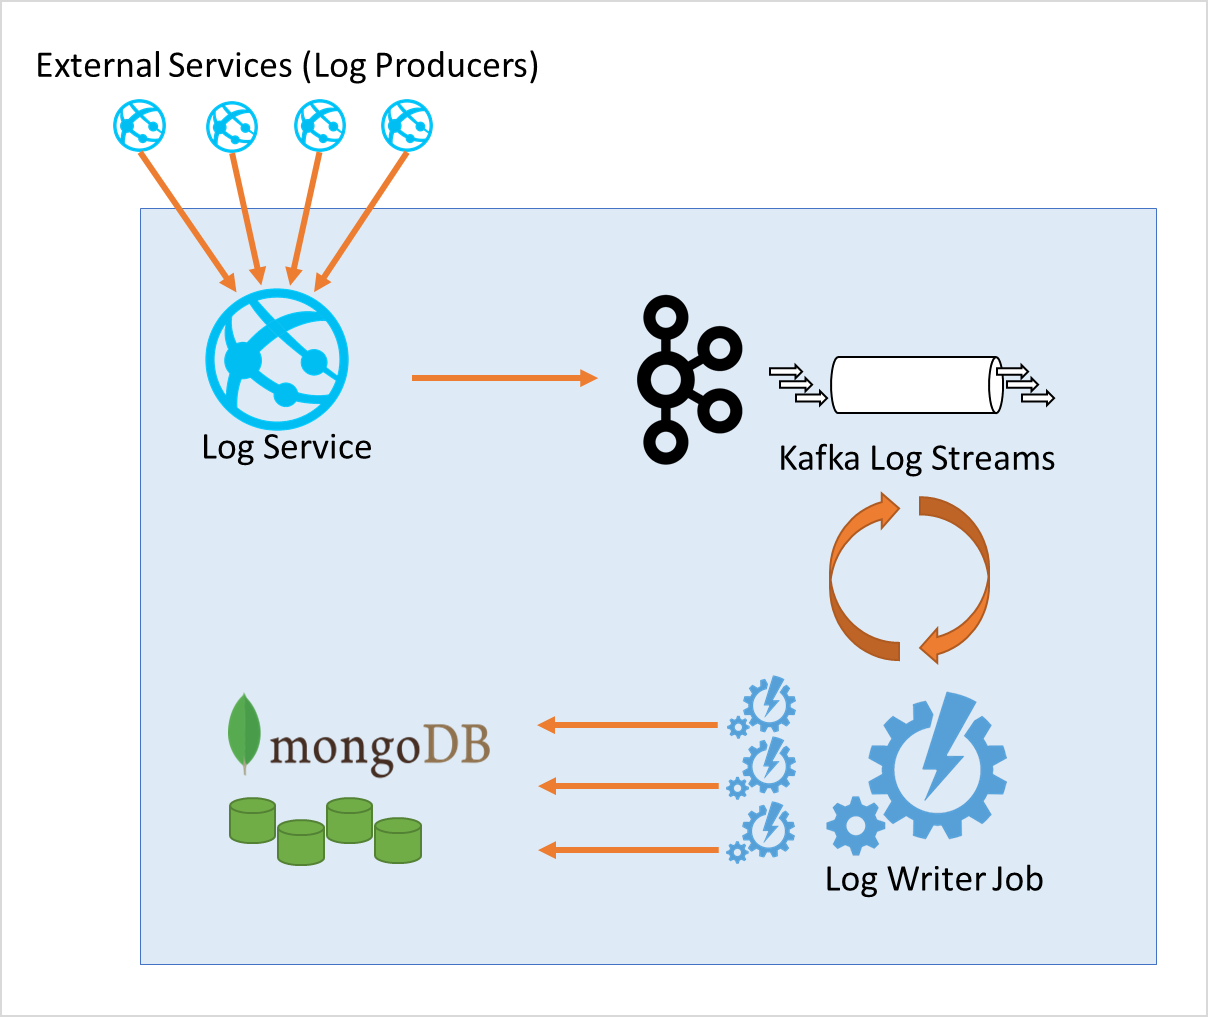 External Services (Log Producers)
Log Service
Kafka Log Streams
mongoDB
Log Writer Job